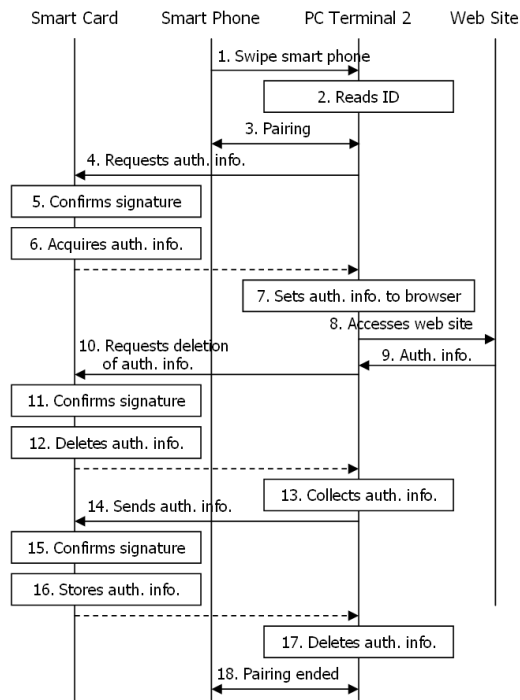 Smart Card
Smart Phone
PC Terminal 2
Web Site
1. Swipe smart phone
2. Reads ID
3. Pairing
4. Requests auth. info.
5. Confirms signature
6. Acquires auth. info.
7. Sets auth. info. to browser
8. Accesses web site
9. Auth. info.
10. Requests deletion
of auth. info.
11. Confirms signature
12. Deletes auth. info.
13. Collects auth. info.
14. Sends auth. info.
15. Confirms signature
16. Stores auth. info.
17. Deletes auth. info.
18. Pairing ended